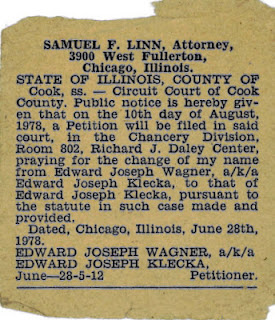 SAMUEL F. LINN, Attorney,
3900 West Fullerton,
Chicago, Illinois.
STATE OF ILLINOIS, COUNTY OF
Cook, ss. — Circuit Court of Cook
County. Public notice is hereby giv-
en that on the 10th day of August,
1978, a Petition will be filed in said
court, in the Chancery Division,
Room 802, Richard J. Daley Center,
praying for the change of my name
from Edward Joseph Wagner, a/k/a
Edward Joseph Klecka, to that of
Edward Joseph Klecka, pursuant to
the statute in such case made and
provided.
Dated, Chicago, Illinois, June 28th,
1978.
EDWARD JOSEPH WAGNER, a/k/a
EDWARD JOSEPH KLECKA,
June—28-5-12 Petitioner.